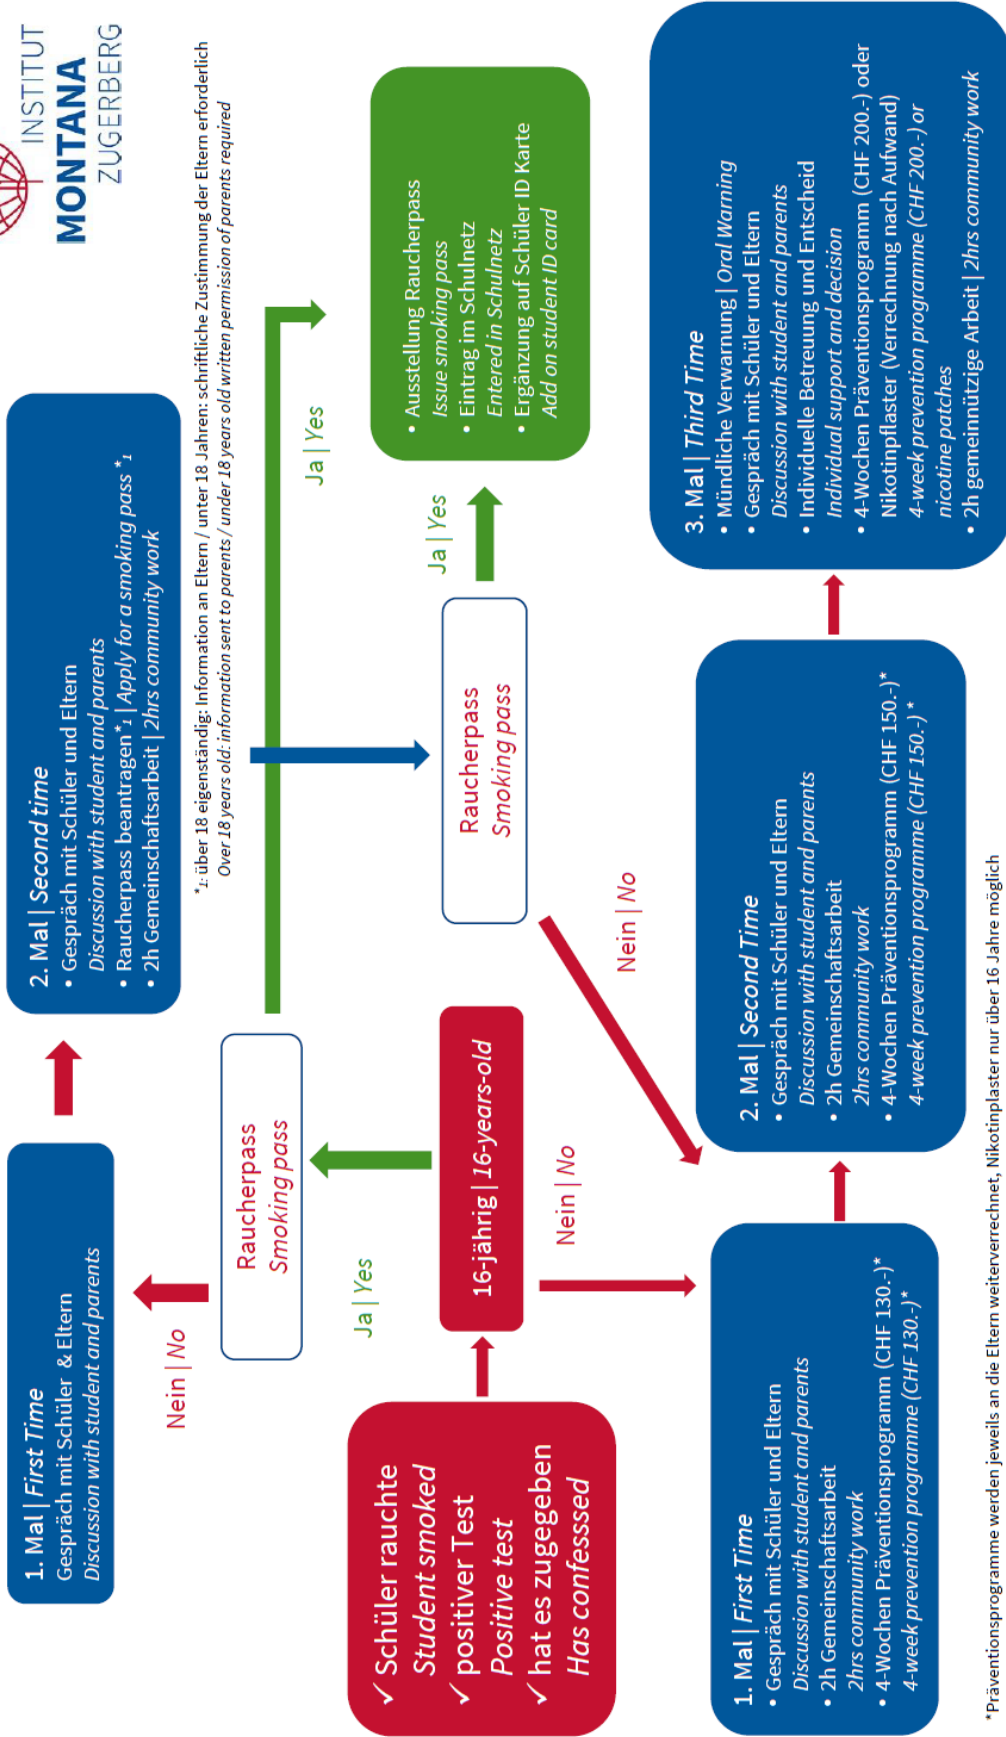 INSTITUT
MONTANA
ZUGERBERG
1. Mal | First Time
Gespräch mit Schüler & Eltern
Discussion with student and parents
2. Mal | Second time
• Gespräch mit Schüler und Eltern
Discussion with student and parents
• Raucherpass beantragen*1 | Apply for a smoking pass *1
• 2h Gemeinschaftsarbeit | 2hrs community work
*1: über 18 eigenständig: Information an Eltern / unter 18 Jahren: schriftliche Zustimmung der Eltern erforderlich
Over 18 years old: information sent to parents / under 18 years old written permission of parents required
Nein | No
Raucherpass
Smoking pass
Ja | Yes
Ja | Yes
✓ Schüler rauchte
Student smoked
✓ positiver Test
Positive test
✓ hat es zugegeben
Has confesssed
16-jährig | 16-years-old
Nein | No
Raucherpass
Smoking pass
Ja | Yes
Nein | No
• Ausstellung Raucherpass
Issue smoking pass
• Eintrag im Schulnetz
Entered in Schulnetz
• Ergänzung auf Schüler ID Karte
Add on student ID card
1. Mal | First Time
• Gespräch mit Schüler und Eltern
Discussion with student and parents
• 2h Gemeinschaftsarbeit
2hrs community work
• 4-Wochen Präventionsprogramm (CHF 130.-)*
4-week prevention programme (CHF 130.-)*
2. Mal | Second Time
• Gespräch mit Schüler und Eltern
Discussion with student and parents
• 2h Gemeinschaftsarbeit
2hrs community work
• 4-Wochen Präventionsprogramm (CHF 150.-)*
4-week prevention programme (CHF 150.-) *
3. Mal | Third Time
• Mündliche Verwarnung | Oral Warning
• Gespräch mit Schüler und Eltern
Discussion with student and parents
• Individuelle Betreuung und Entscheid
Individual support and decision
• 4-Wochen Präventionsprogramm (CHF 200.-) oder
Nikotinpflaster (Verrechnung nach Aufwand)
4-week prevention programme (CHF 200.-) or
nicotine patches
• 2h gemeinnützige Arbeit | 2hrs community work
*Präventionsprogramme werden jeweils an die Eltern weiterverrechnet, Nikotinplaster nur über 16 Jahre möglich